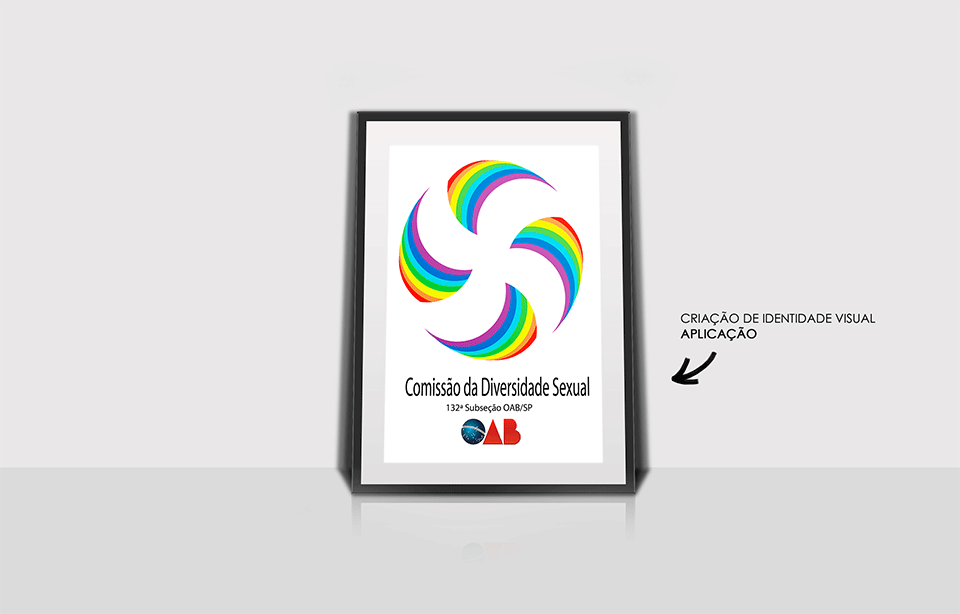 Comissão da Diversidade Sexual
132ª Subseção OAB/SP
OAB
CRIAÇÃO DE IDENTIDADE VISUAL
APLICAÇÃO